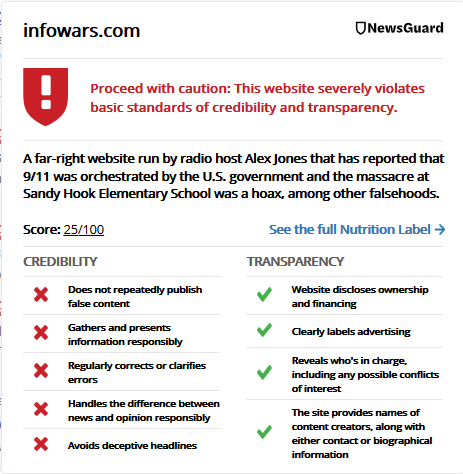 infowars.com
NewsGuard
Proceed with caution: This website severely violates
basic standards of credibility and transparency.
A far-right website run by radio host Alex Jones that has reported that
9/11 was orchestrated by the U.S. government and the massacre at
Sandy Hook Elementary School was a hoax, among other falsehoods.
Score: 25/100
See the full Nutrition Label →
CREDIBILITY
Does not repeatedly publish
false content
Gathers and presents
information responsibly
Regularly corrects or clarifies
errors
Handles the difference between
news and opinion responsibly
Avoids deceptive headlines
TRANSPARENCY
Website discloses ownership
and financing
Clearly labels advertising
Reveals who's in charge,
including any possible conflicts
of interest
The site provides names of
content creators, along with
either contact or biographical
information